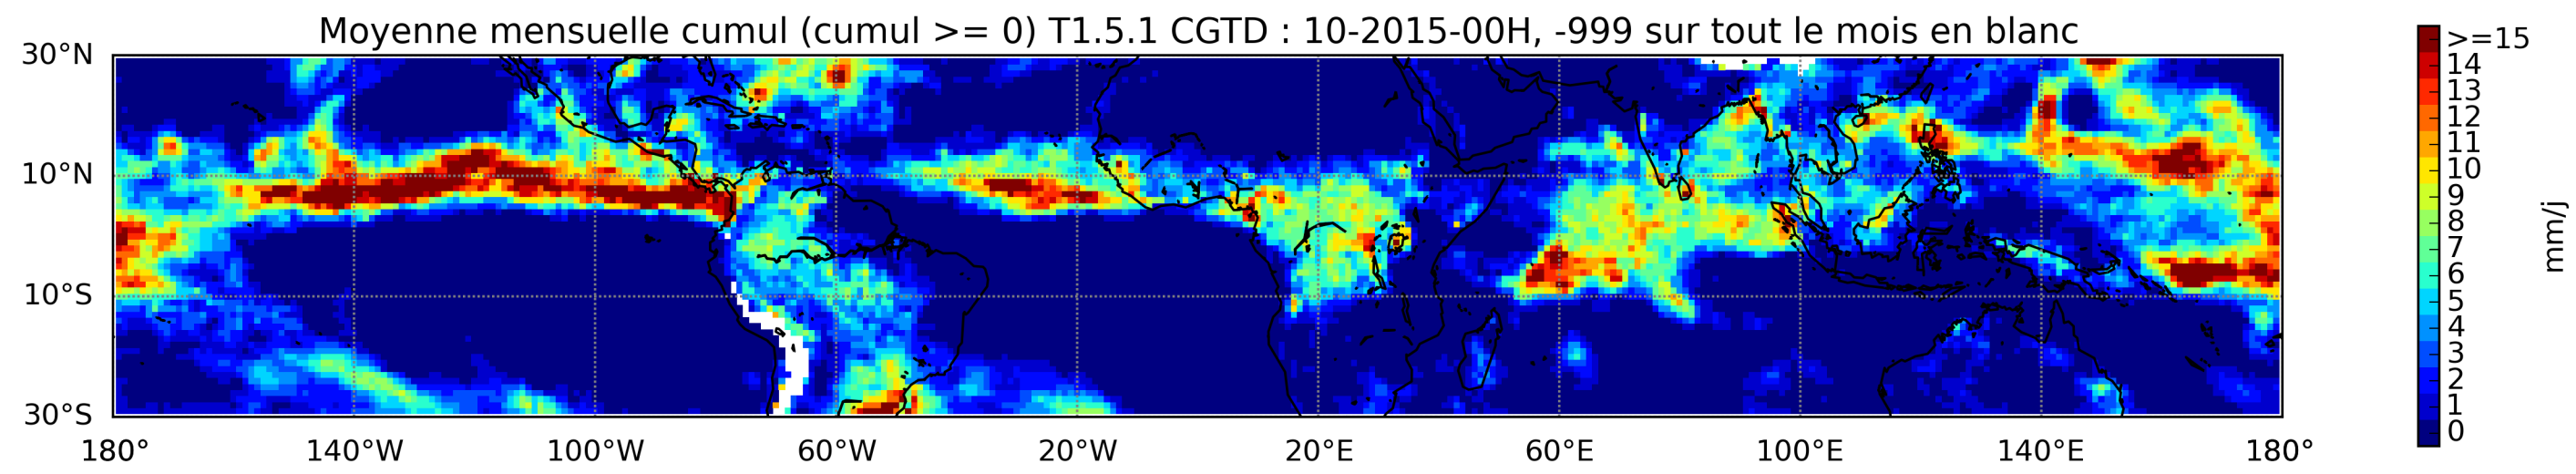 Moyenne mensuelle cumul (cumul >= 0) T1.5.1 CGTD : 10-2015-00H, -999 sur tout le mois en blanc
30°N
10°N
10°S
30°S
180°
140°W
100°W
60°W
20°W
20°E
60°E
100°E
140°E
180°
>=15
14
13
12
11
10
9
8
7
6
5
4
3
2
1
0
mm/j